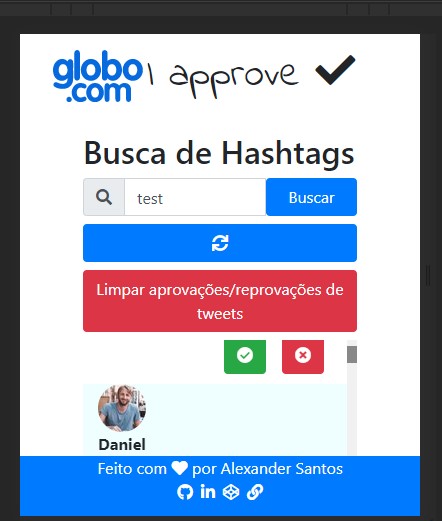 globo
.com
I approve
Busca de Hashtags
test
Buscar
Limpar aprovações/reprovações de
tweets
Daniel
Feito com por Alexander Santos